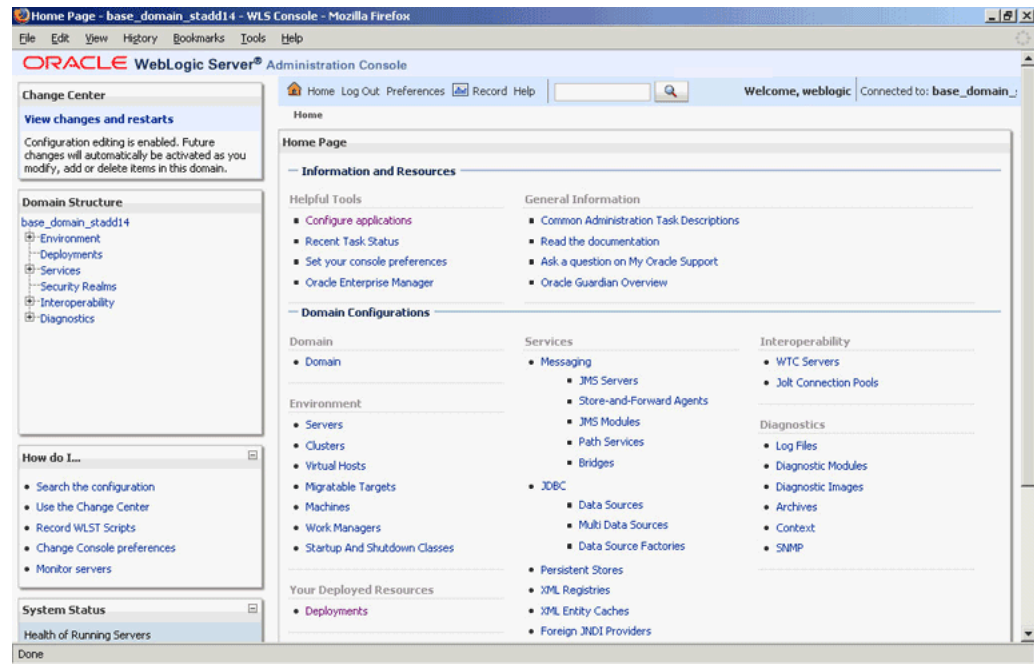 Home Page - base_domain_stadd14 - WLS Console - Mozilla Firefox
File Edit View History Bookmarks Tools Help
ORACLE WebLogic Server® Administration Console
Change Center
View changes and restarts
Configuration editing is enabled. Future
changes will automatically be activated as you
modify, add or delete items in this domain.
Domain Structure
base_domain_stadd14
Environment
Deployments
Services
Security Realms
Interoperability
Diagnostics
How do I...
Search the configuration
Use the Change Center
Record WLST Scripts
Change Console preferences
Monitor servers
System Status
Health of Running Servers
Home Log Out Preferences Record Help
Welcome, weblogic Connected to: base_domain_
Home
Home Page
Information and Resources
Helpful Tools
Configure applications
Recent Task Status
Set your console preferences
Oracle Enterprise Manager
General Information
Common Administration Task Descriptions
Read the documentation
Ask a question on My Oracle Support
Oracle Guardian Overview
Domain Configurations
Domain
Domain
Environment
Servers
Clusters
Virtual Hosts
Migratable Targets
Machines
Work Managers
Startup And Shutdown Classes
Your Deployed Resources
Deployments
Services
Messaging
JMS Servers
Store-and-Forward Agents
JMS Modules
Path Services
Bridges
JDBC
Data Sources
Multi Data Sources
Data Source Factories
Persistent Stores
XML Registries
XML Entity Caches
Foreign JNDI Providers
Interoperability
WTC Servers
Jolt Connection Pools
Diagnostics
Log Files
Diagnostic Modules
Diagnostic Images
Archives
Context
SNMP
Done